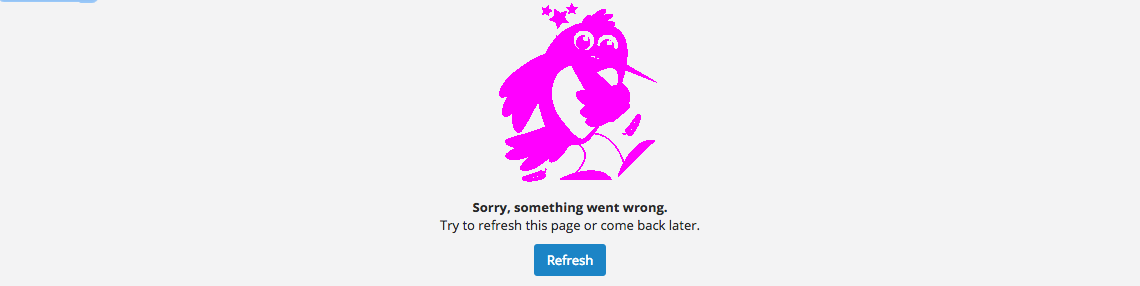 Sorry, something went wrong.
Try to refresh this page or come back later.
Refresh